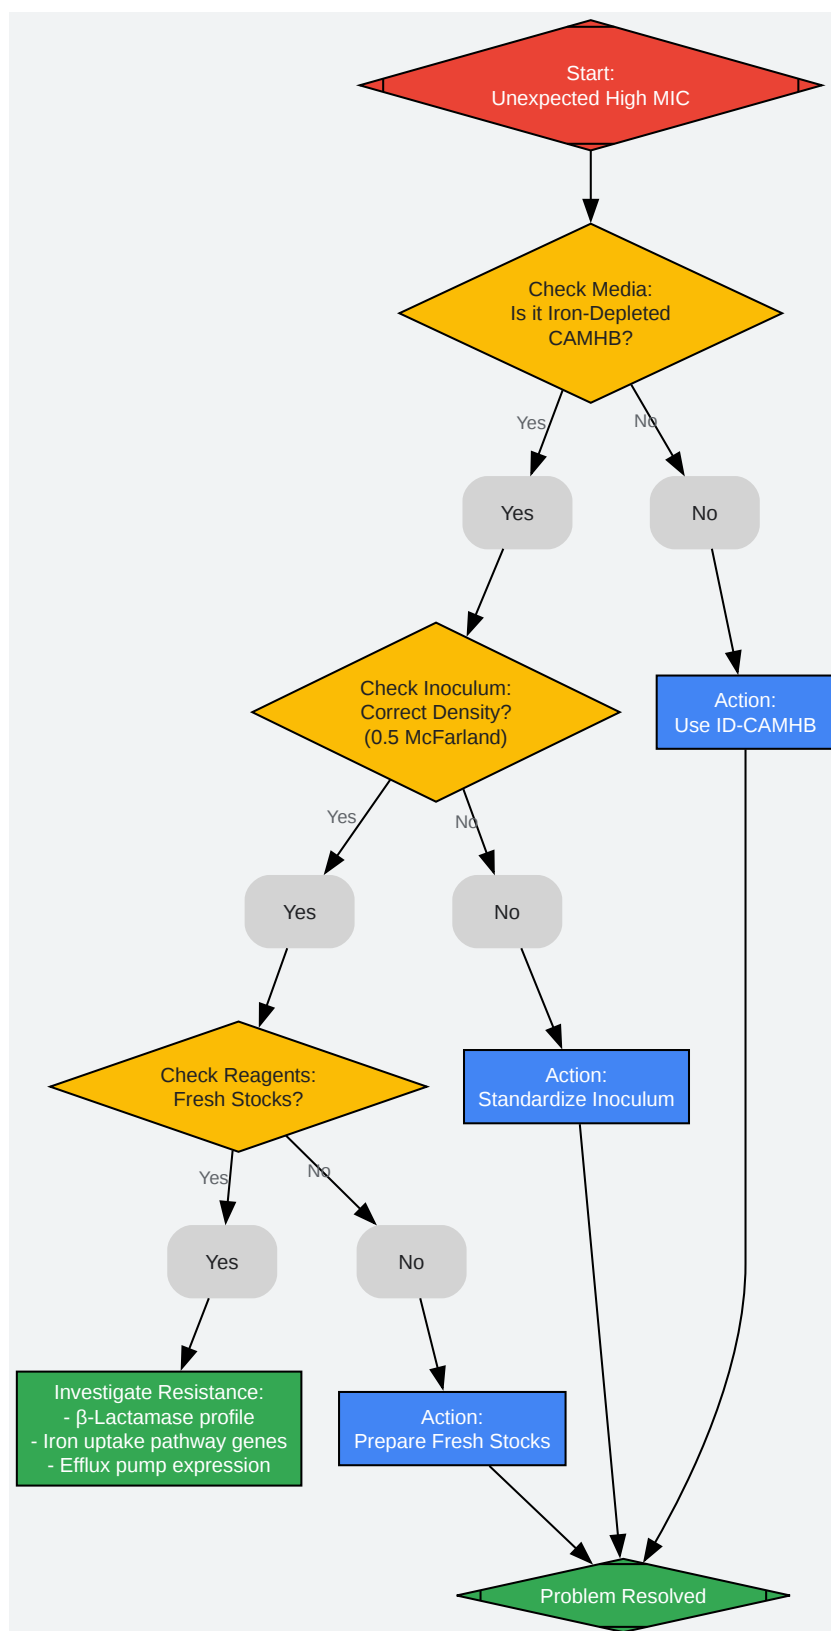 Start:
Unexpected High MIC
Check Media:
Is it Iron-Depleted
CAMHB?
Yes
No
Yes
No
Check Inoculum:
Correct Density?
(0.5 McFarland)
Action:
Use ID-CAMHB
Yes
No
Yes
No
Check Reagents:
Fresh Stocks?
Action:
Standardize Inoculum
Yes
No
Yes
No
Investigate Resistance:
- β-Lactamase profile
- Iron uptake pathway genes
- Efflux pump expression
Action:
Prepare Fresh Stocks
Problem Resolved